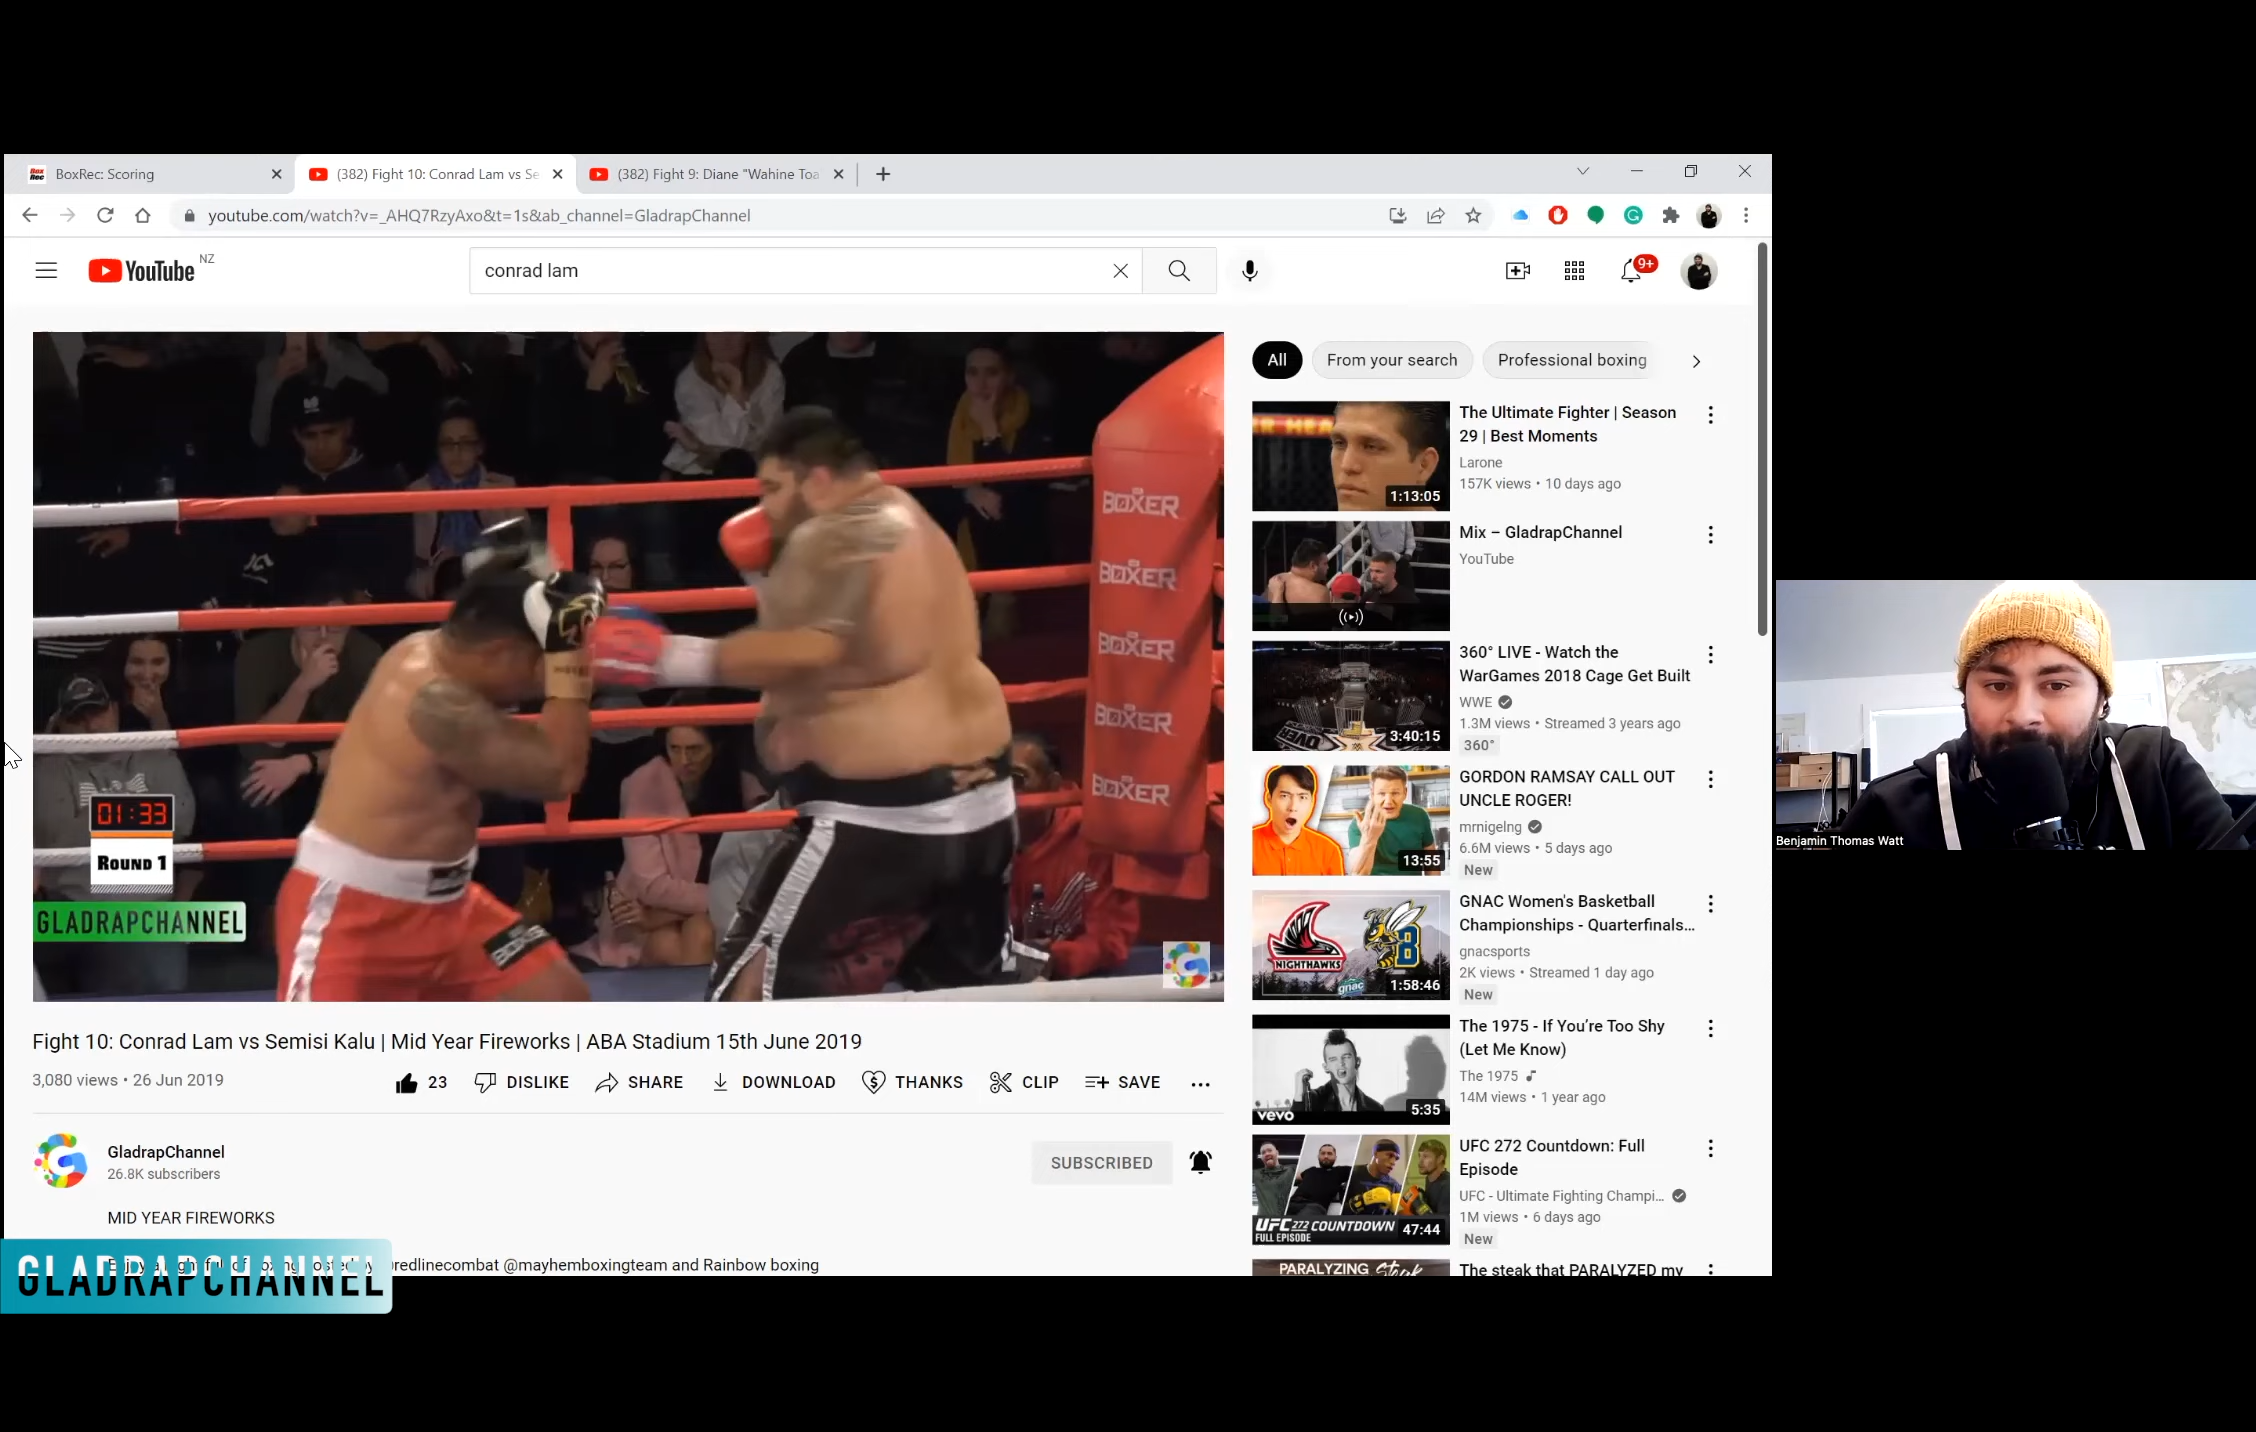 BoxRec: Scoring
(382) Fight 10: Conrad Lam vs Se
(382) Fight 9: Diane "Wahine Toa
youtube.com/watch?v=_AHQ7RzyAxo&t=1s&ab_channel=GladrapChannel
YouTube NZ
conrad lam
9+
BOXER
BOXER
BOXER
BOXER
BOXER
01:33
ROUND 1
GLADRAPCHANNEL
Fight 10: Conrad Lam vs Semisi Kalu | Mid Year Fireworks | ABA Stadium 15th June 2019
3,080 views • 26 Jun 2019
23 DISLIKE SHARE DOWNLOAD THANKS CLIP SAVE
GladrapChannel
26.8K subscribers
SUBSCRIBED
MID YEAR FIREWORKS
redlinecombat @mayhemboxingteam and Rainbow boxing
GLADRAPCHANNEL
All From your search Professional boxing
The Ultimate Fighter | Season
29 | Best Moments
Larone
157K views • 10 days ago
1:13:05
Mix – GladrapChannel
YouTube
360° LIVE - Watch the
WarGames 2018 Cage Get Built
WWE
1.3M views • Streamed 3 years ago
360°
3:40:15
GORDON RAMSAY CALL OUT
UNCLE ROGER!
mrnigelng
6.6M views • 5 days ago
New
13:55
GNAC Women's Basketball
Championships - Quarterfinals...
gnacsports
2K views • Streamed 1 day ago
New
NIGHTHAWKS
B
gnac
1:58:46
The 1975 - If You're Too Shy
(Let Me Know)
The 1975
14M views • 1 year ago
vevo
5:35
UFC 272 Countdown: Full
Episode
UFC - Ultimate Fighting Champi...
1M views • 6 days ago
New
UFC 272 COUNTDOWN
FULL EPISODE
47:44
PARALYZING Steak
The steak that PARALYZED my
Benjamin Thomas Watt